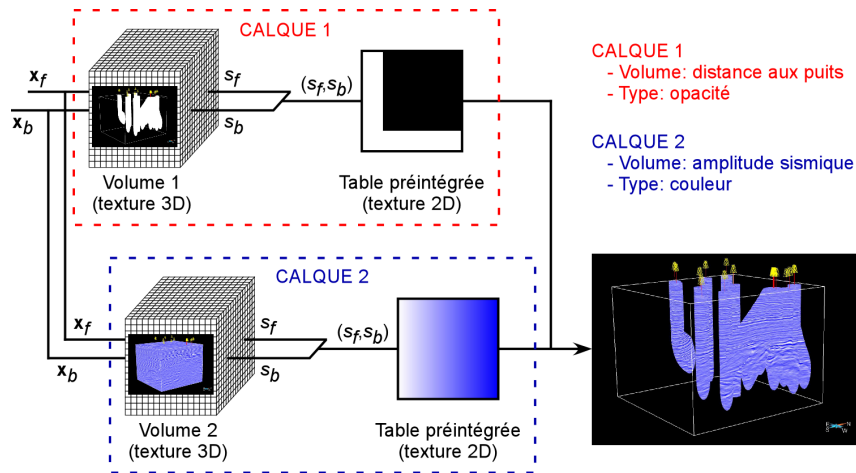 CALQUE 1
x_f
x_b
s_f
s_b
(s_f,s_b)
Volume 1
(texture 3D)
Table préintégrée
(texture 2D)
CALQUE 2
x_f
x_b
s_f
s_b
(s_f,s_b)
Volume 2
(texture 3D)
Table préintégrée
(texture 2D)
CALQUE 1
- Volume: distance aux puits
- Type: opacité
CALQUE 2
- Volume: amplitude sismique
- Type: couleur